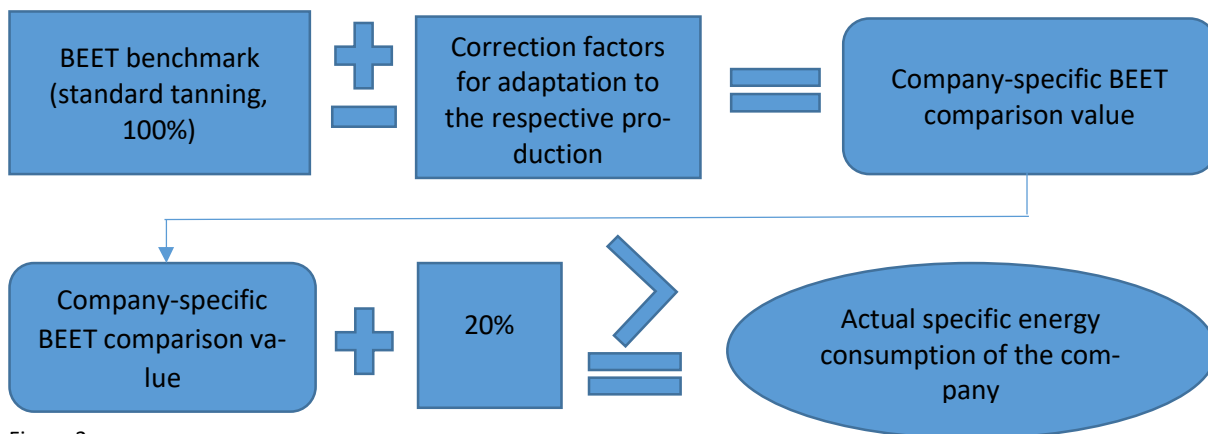 BEET benchmark
(standard tanning,
100%)
Correction factors
for adaptation to
the respective pro-
duction
Company-specific BEET
comparison value
Company-specific
BEET comparison va-
lue
20%
Actual specific energy
consumption of the com-
pany